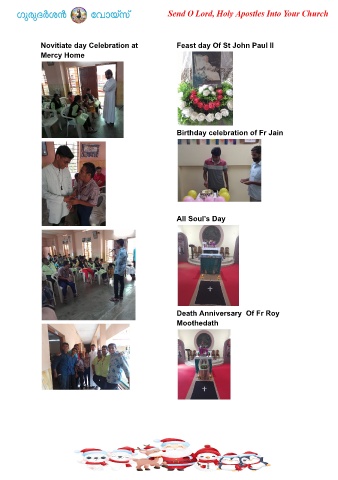 ഗുരുദർശൻ വോയ്സ്
Send O Lord, Holy Apostles Into Your Church
Novitiate day Celebration at
Mercy Home
Feast day Of St John Paul II
Birthday celebration of Fr Jain
All Soul's Day
Death Anniversary Of Fr Roy
Moothedath